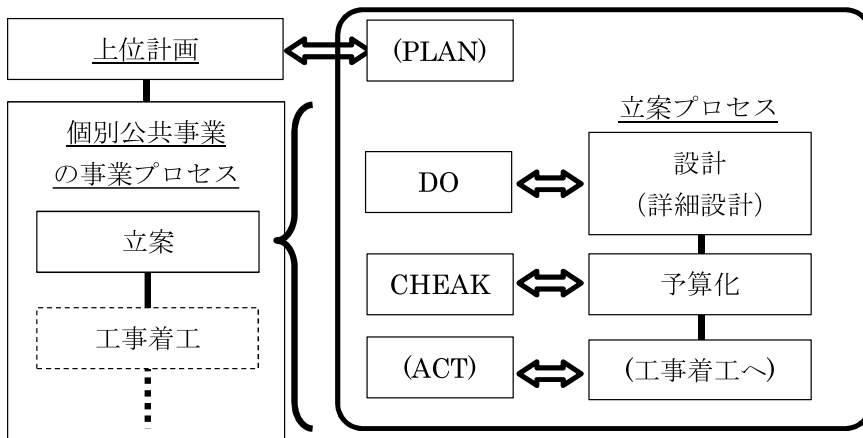 上位計画
個別公共事業
の事業プロセス
立案
工事着工
(PLAN)
立案プロセス
DO
設計
(詳細設計)
CHEAK
予算化
(ACT)
(工事着工へ)